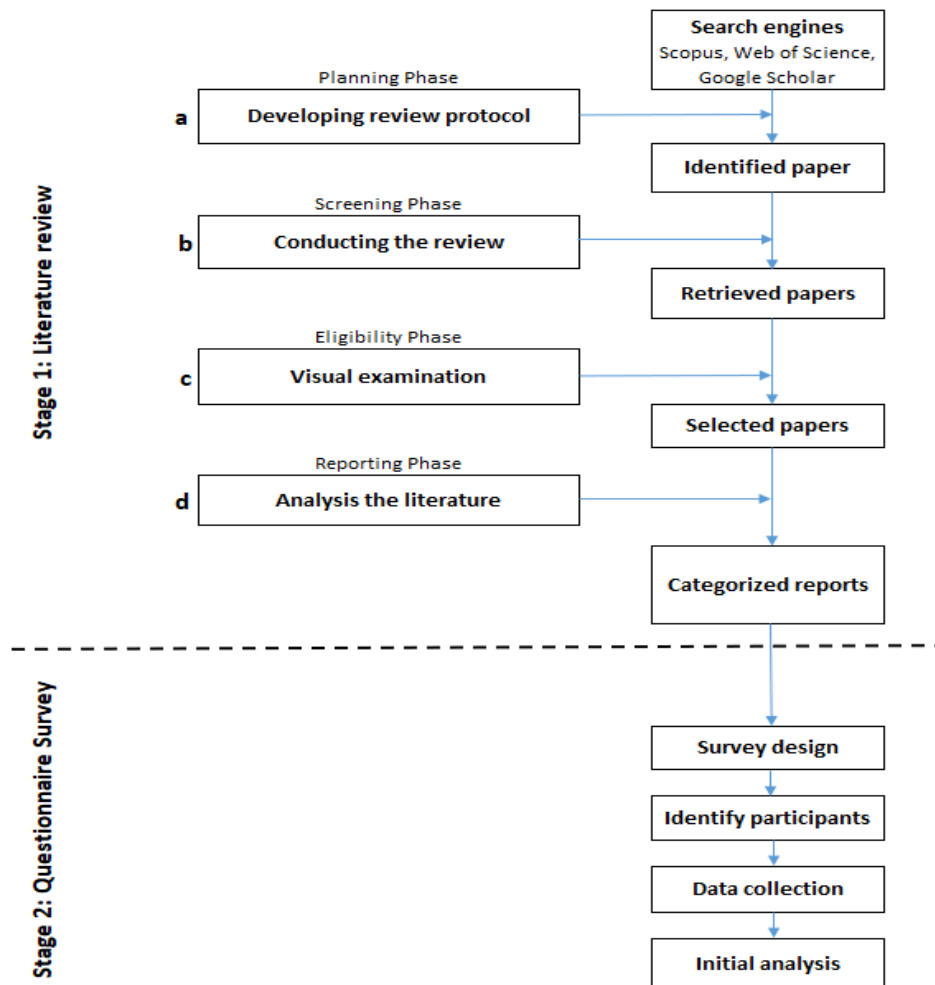 Search engines
Scopus, Web of Science,
Google Scholar
Planning Phase
a
Developing review protocol
Identified paper
Screening Phase
b
Conducting the review
Retrieved papers
Eligibility Phase
c
Visual examination
Selected papers
Reporting Phase
d
Analysis the literature
Categorized reports
Stage 1: Literature review
Survey design
Identify participants
Data collection
Initial analysis
Stage 2: Questionnaire Survey